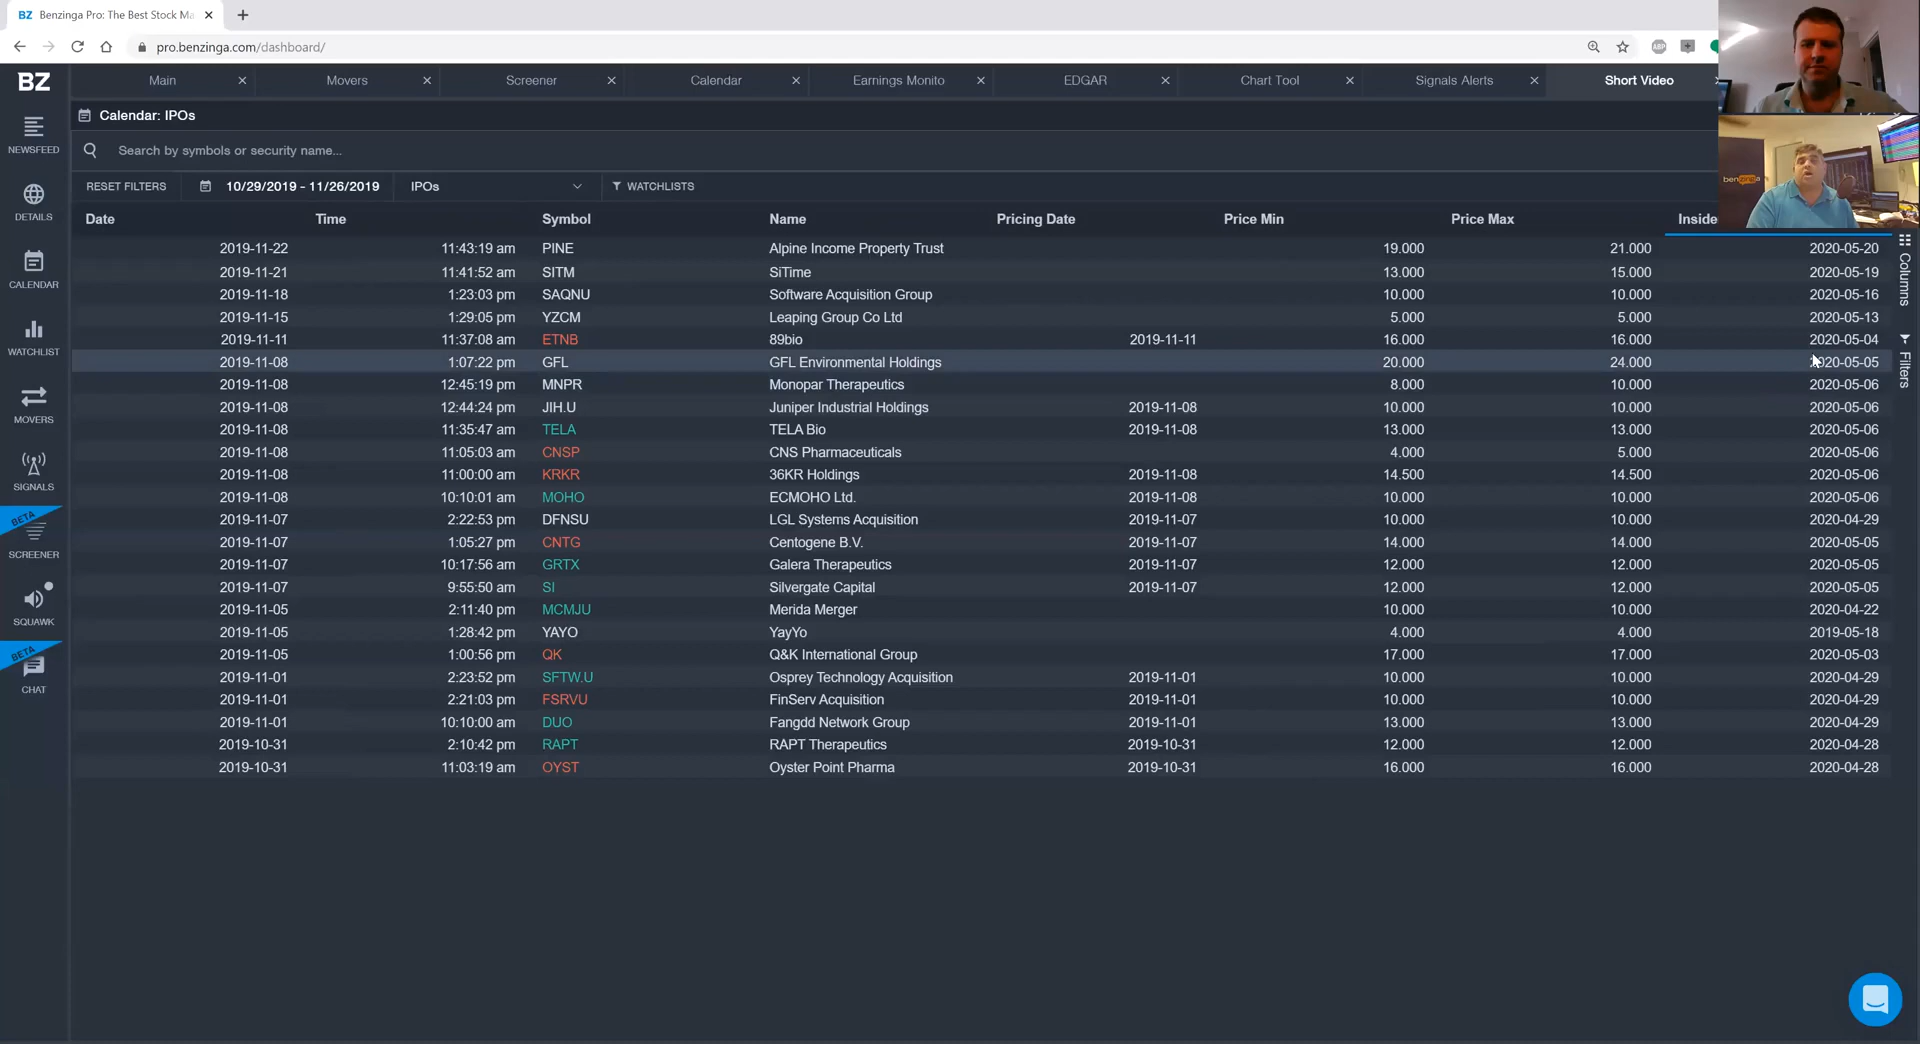 BZ Benzinga Pro: The Best Stock Ma
pro.benzinga.com/dashboard/
ABP
BZ Main Movers Screener Calendar Earnings Monito EDGAR Chart Tool Signals Alerts Short Video
Calendar: IPOs
NEWSFEED
Search by symbols or security name...
RESET FILTERS 10/29/2019 - 11/26/2019 IPOs WATCHLISTS
DETAILS
Date Time Symbol Name Pricing Date Price Min Price Max Inside
2019-11-22 11:43:19 am PINE Alpine Income Property Trust 19.000 21.000 2020-05-20
2019-11-21 11:41:52 am SITM SiTime 13.000 15.000 2020-05-19
2019-11-18 1:23:03 pm SAQNU Software Acquisition Group 10.000 10.000 2020-05-16
2019-11-15 1:29:05 pm YZCM Leaping Group Co Ltd 5.000 5.000 2020-05-13
2019-11-11 11:37:08 am ETNB 89bio 2019-11-11 16.000 16.000 2020-05-04
2019-11-08 1:07:22 pm GFL GFL Environmental Holdings 20.000 24.000 2020-05-05
2019-11-08 12:45:19 pm MNPR Monopar Therapeutics 8.000 10.000 2020-05-06
2019-11-08 12:44:24 pm JIH.U Juniper Industrial Holdings 2019-11-08 10.000 10.000 2020-05-06
2019-11-08 11:35:47 am TELA TELA Bio 2019-11-08 13.000 13.000 2020-05-06
2019-11-08 11:05:03 am CNSP CNS Pharmaceuticals 4.000 5.000 2020-05-06
2019-11-08 11:00:00 am KRKR 36KR Holdings 2019-11-08 14.500 14.500 2020-05-06
2019-11-08 10:10:01 am MOHO ECMOHO Ltd. 2019-11-08 10.000 10.000 2020-05-06
2019-11-07 2:22:53 pm DFNSU LGL Systems Acquisition 2019-11-07 10.000 10.000 2020-04-29
2019-11-07 1:05:27 pm CNTG Centogene B.V. 2019-11-07 14.000 14.000 2020-05-05
2019-11-07 10:17:56 am GRTX Galera Therapeutics 2019-11-07 12.000 12.000 2020-05-05
2019-11-07 9:55:50 am SI Silvergate Capital 2019-11-07 12.000 12.000 2020-05-05
2019-11-05 2:11:40 pm MCMJU Merida Merger 10.000 10.000 2020-04-22
2019-11-05 1:28:42 pm YAYO YayYo 4.000 4.000 2019-05-18
2019-11-05 1:00:56 pm QK Q&K International Group 17.000 17.000 2020-05-03
2019-11-01 2:23:52 pm SFTW.U Osprey Technology Acquisition 2019-11-01 10.000 10.000 2020-04-29
2019-11-01 2:21:03 pm FSRVU FinServ Acquisition 2019-11-01 10.000 10.000 2020-04-29
2019-11-01 10:10:00 am DUO Fangdd Network Group 2019-11-01 13.000 13.000 2020-04-29
2019-10-31 2:10:42 pm RAPT RAPT Therapeutics 2019-10-31 12.000 12.000 2020-04-28
2019-10-31 11:03:19 am OYST Oyster Point Pharma 2019-10-31 16.000 16.000 2020-04-28
CALENDAR
WATCHLIST
MOVERS
SIGNALS
BETA
SCREENER
SQUAWK
BETA
CHAT
Columns
Filters
benzinga